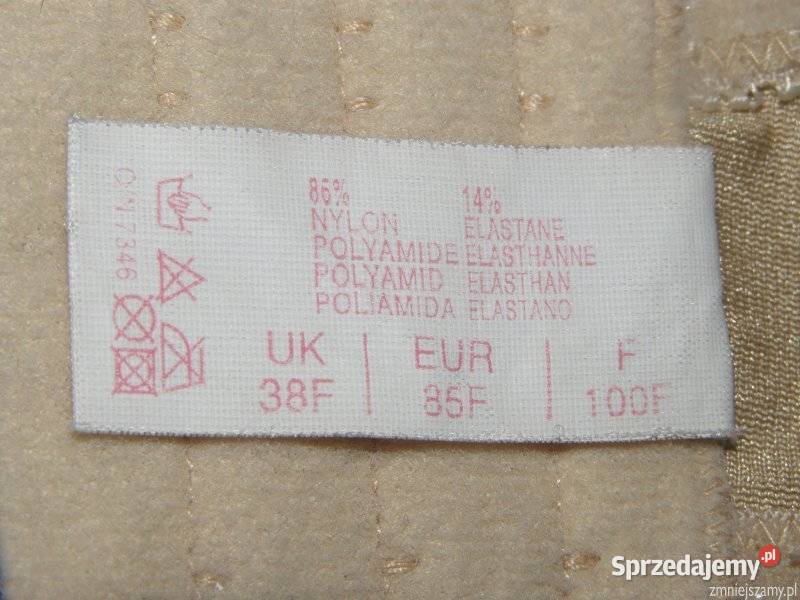 86% 14%
NYLON ELASTANE
POLYAMIDE ELASTHANNE
POLYAMID ELASTHAN
POLIAMIDA ELASTANO
UK EUR F
38F 85F 100F
7346
Sprzedajemy.pl
zmniejszamy.pl